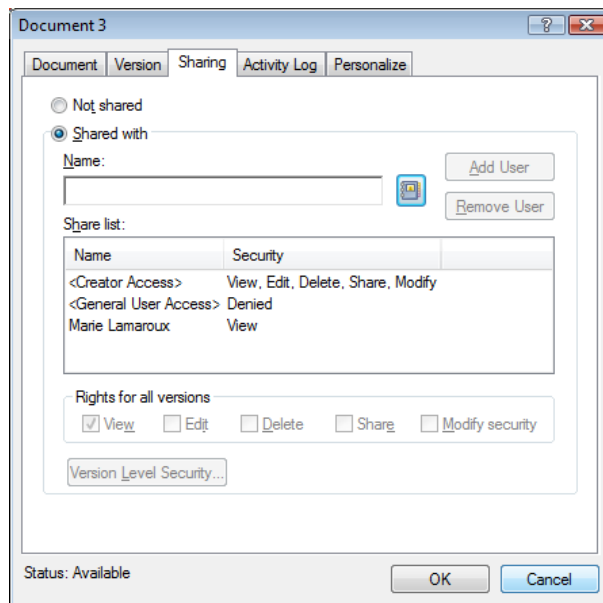 Document 3
Document Version Sharing Activity Log Personalize
Not shared
Shared with
Name:
Add User
Remove User
Share list:
Name Security
<Creator Access> View, Edit, Delete, Share, Modify
<General User Access> Denied
Marie Lamaroux View
Rights for all versions
View Edit Delete Share Modify security
Version Level Security...
Status: Available
OK Cancel